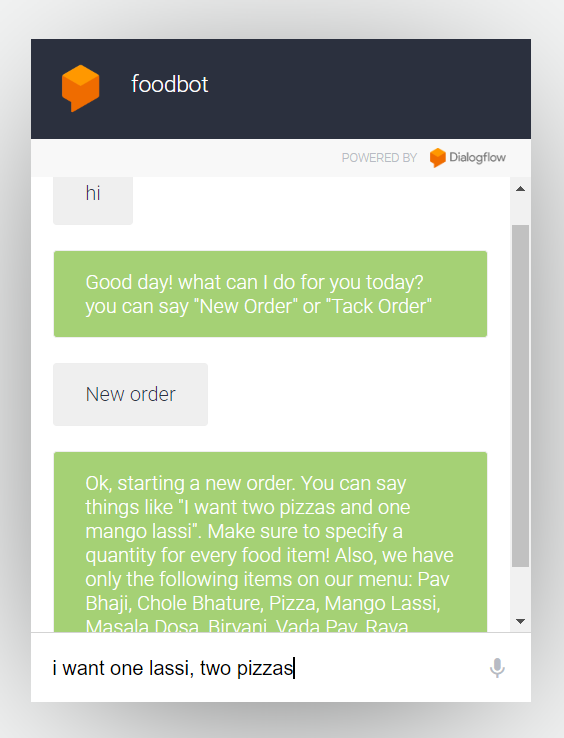 foodbot
POWERED BY Dialogflow
hi
Good day! what can I do for you today?
you can say "New Order" or "Tack Order"
New order
Ok, starting a new order. You can say
things like "I want two pizzas and one
mango lassi". Make sure to specify a
quantity for every food item! Also, we have
only the following items on our menu: Pav
Bhaji, Chole Bhature, Pizza, Mango Lassi,
Masala Dosa, Biryani, Vada Pav, Rava
i want one lassi, two pizzas